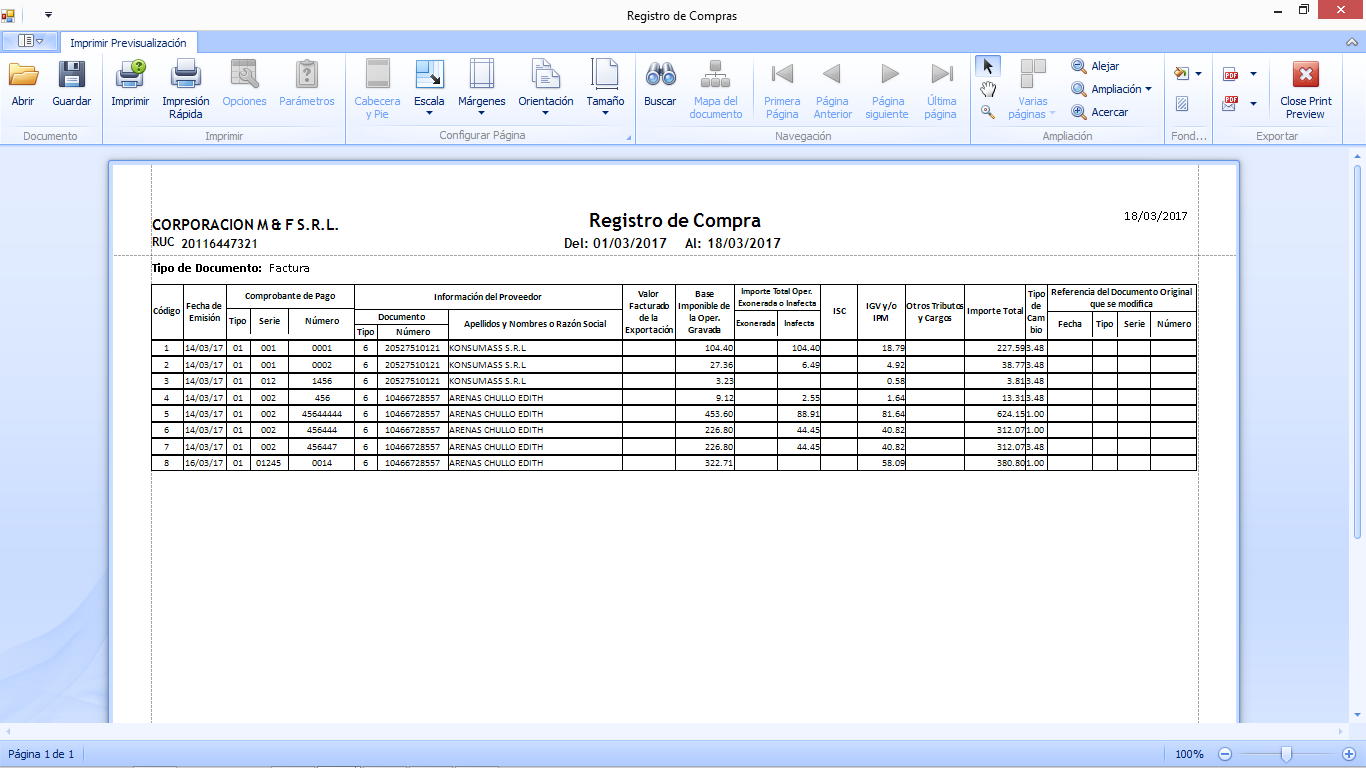 Registro de Compras
Imprimir Previsualización
Abrir
Guardar
Imprimir
Impresión Rápida
Opciones
Parámetros
Cabecera y Pie
Escala
Márgenes
Orientación
Tamaño
Buscar
Mapa del documento
Primera Página
Página Anterior
Página siguiente
Última página
Varias páginas
Alejar
Ampliación
Acercar
PDF
PDF
Close Print Preview
Documento
Imprimir
Configurar Página
Navegación
Ampliación
Fond...
Exportar
18/03/2017
CORPORACION M & F S.R.L.
Registro de Compra
RUC 20116447321
Del: 01/03/2017 Al: 18/03/2017
Tipo de Documento: Factura
Código
Fecha de Emisión
Comprobante de Pago
Tipo Serie Número
Información del Proveedor
Documento
Tipo Número
Apellidos y Nombres o Razón Social
Valor Facturado de la Exportación
Base Imponible de la Oper. Gravada
Importe Total Oper. Exonerada o Inafecta
Exonerada Inafecta
ISC
IGV y/o IPM
Otros Tributos y Cargos
Importe Total
Tipo de Cam bio
Referencia del Documento Original que se modifica
Fecha Tipo Serie Número
1 14/03/17 01 001 0001 6 20527510121 KONSUMASS S.R.L 104.40 104.40 18.79 227.59 3.48
2 14/03/17 01 001 0002 6 20527510121 KONSUMASS S.R.L 27.36 6.49 4.92 38.77 3.48
3 14/03/17 01 012 1456 6 20527510121 KONSUMASS S.R.L 3.23 0.58 3.81 3.48
4 14/03/17 01 002 456 6 10466728557 ARENAS CHULLO EDITH 9.12 2.55 1.64 13.31 3.48
5 14/03/17 01 002 45644444 6 10466728557 ARENAS CHULLO EDITH 453.60 88.91 81.64 624.15 1.00
6 14/03/17 01 002 456444 6 10466728557 ARENAS CHULLO EDITH 226.80 44.45 40.82 312.07 1.00
7 14/03/17 01 002 456447 6 10466728557 ARENAS CHULLO EDITH 226.80 44.45 40.82 312.07 3.48
8 16/03/17 01 01245 0014 6 10466728557 ARENAS CHULLO EDITH 322.71 58.09 380.80 1.00
Página 1 de 1
100%